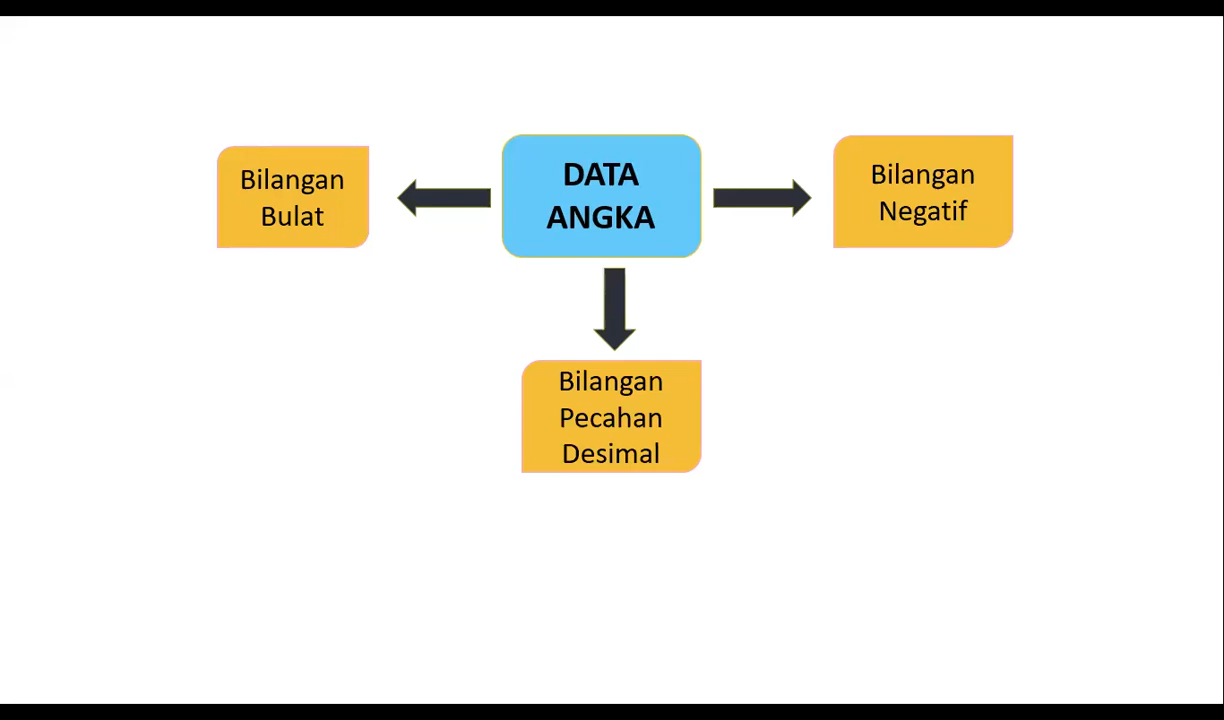 DATA
ANGKA
Bilangan
Bulat
Bilangan
Negatif
Bilangan
Pecahan
Desimal